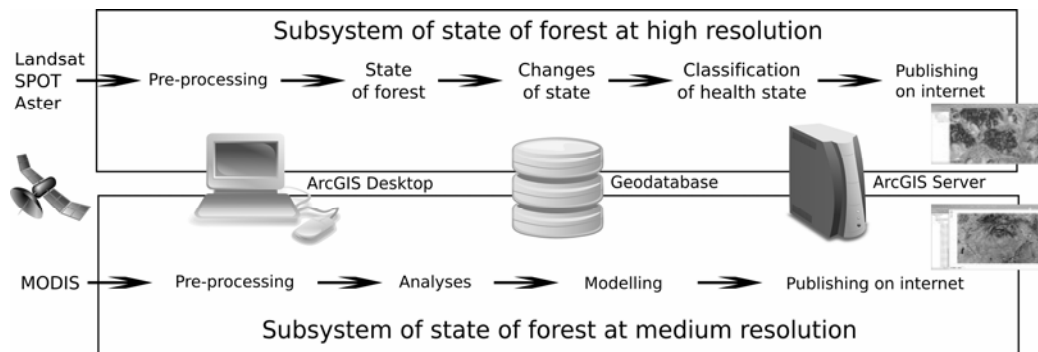 Subsystem of state of forest at high resolution
Landsat
SPOT
Aster
Pre-processing
State
of forest
Changes
of state
Classification
of health state
Publishing
on internet
ArcGIS Desktop
Geodatabase
ArcGIS Server
MODIS
Pre-processing
Analyses
Modelling
Publishing on internet
Subsystem of state of forest at medium resolution